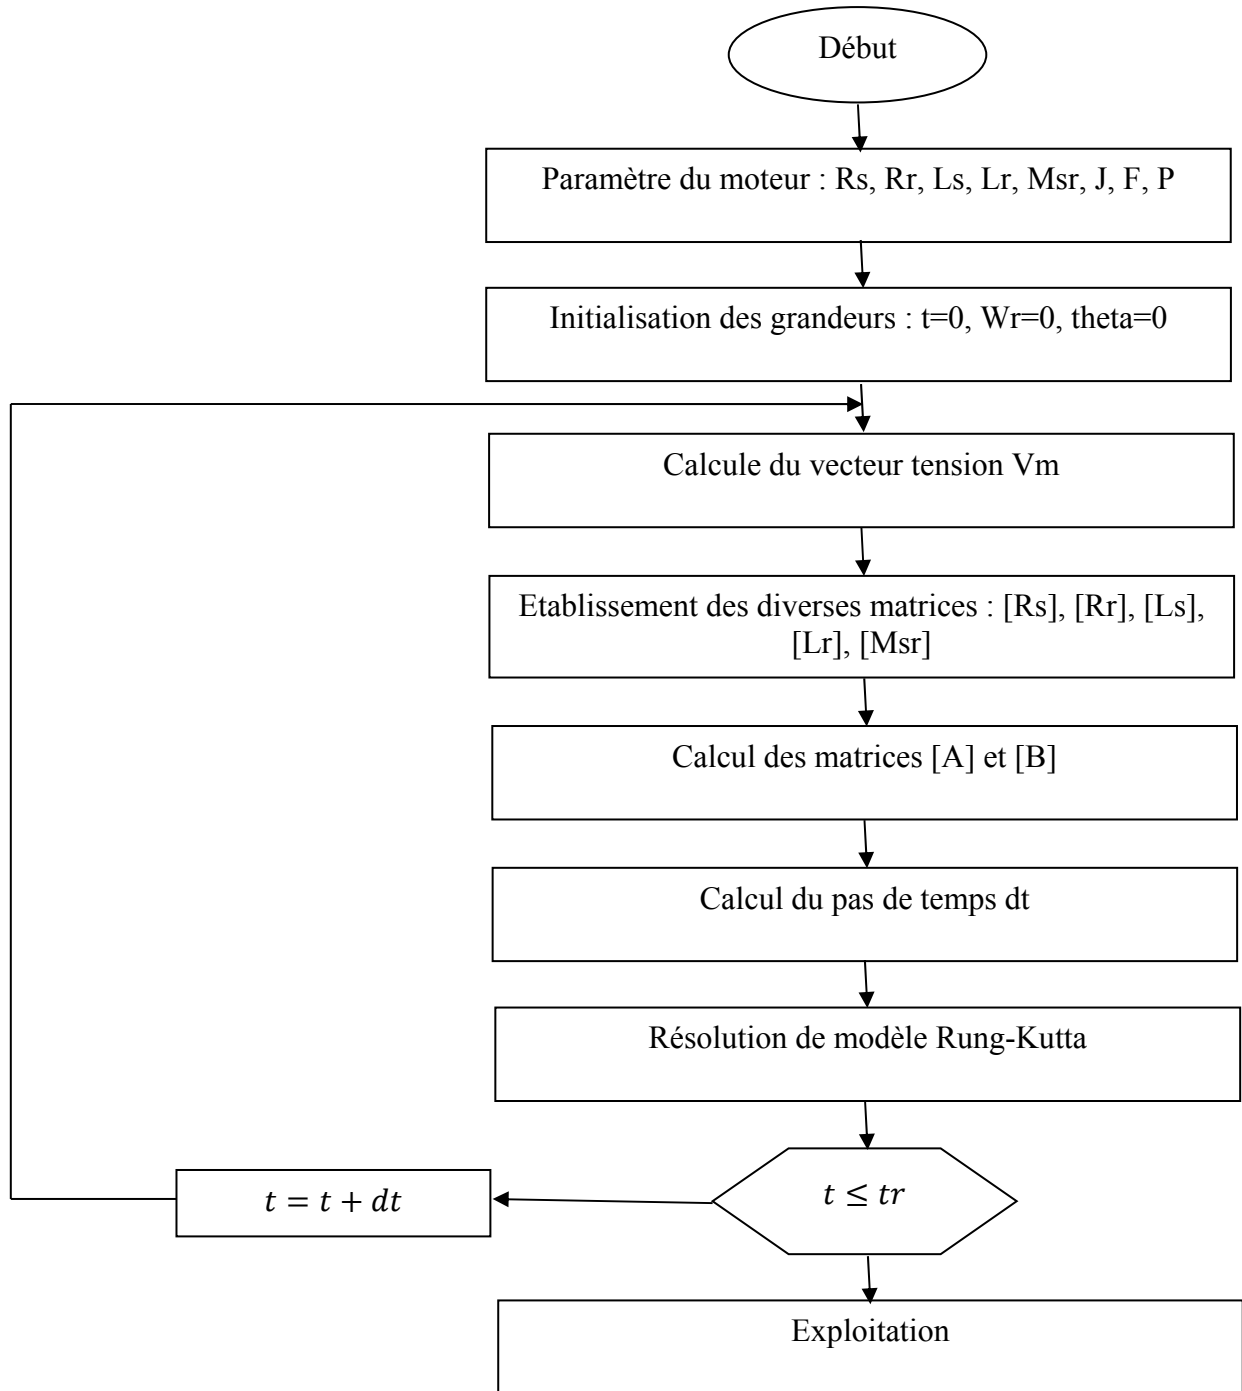 Début
Paramètre du moteur : Rs, Rr, Ls, Lr, Msr, J, F, P
Initialisation des grandeurs : t=0, Wr=0, theta=0
Calcule du vecteur tension Vm
Etablissement des diverses matrices : [Rs], [Rr], [Ls],
[Lr], [Msr]
Calcul des matrices [A] et [B]
Calcul du pas de temps dt
Résolution de modèle Rung-Kutta
t = t + dt
t ≤ tr
Exploitation